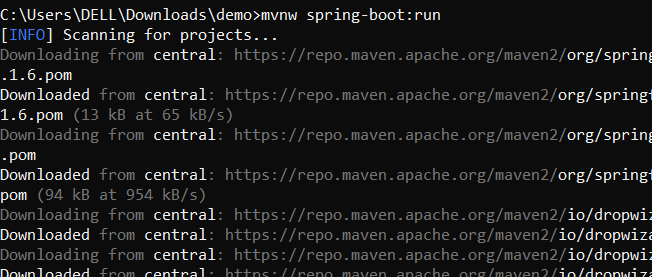 C:\Users\DELL\Downloads\demo>mvnw spring-boot:run
[INFO] Scanning for projects...
Downloading from central: https://repo.maven.apache.org/maven2/org/spring
.1.6.pom
Downloaded from central: https://repo.maven.apache.org/maven2/org/spring
1.6.pom (13 kB at 65 kB/s)
Downloading from central: https://repo.maven.apache.org/maven2/org/spring
.pom
Downloaded from central: https://repo.maven.apache.org/maven2/org/spring
pom (94 kB at 954 kB/s)
Downloading from central: https://repo.maven.apache.org/maven2/io/dropwiz
Downloaded from central: https://repo.maven.apache.org/maven2/io/dropwiza
Downloading from central: https://repo.maven.apache.org/maven2/io/dropwiz
Downloaded from central: https://repo.maven.apache.org/maven2/io/dropwiza